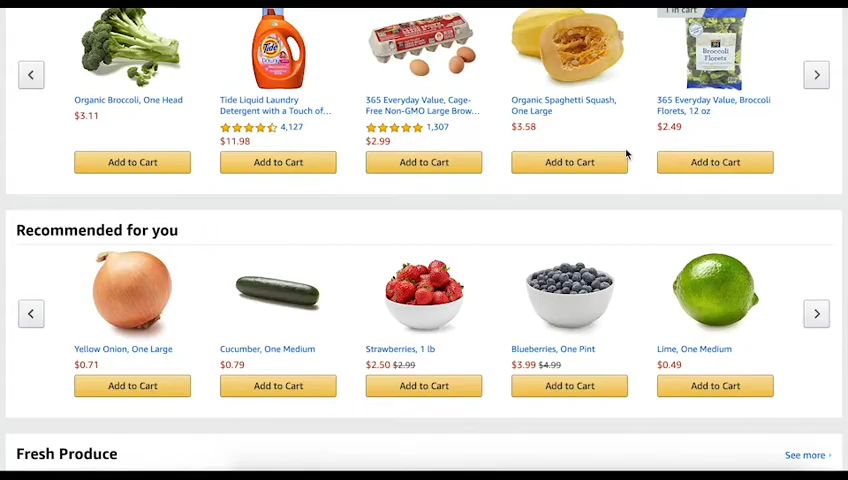 1 in cart
Tide
BROCCOLI
FLORETS
Organic Broccoli, One Head
$3.11
Add to Cart
Tide Liquid Laundry
Detergent with a Touch of…
4,127
$11.98
Add to Cart
365 Everyday Value, Cage-
Free Non-GMO Large Brow…
1,307
$2.99
Add to Cart
Organic Spaghetti Squash,
One Large
$3.58
Add to Cart
365 Everyday Value, Broccoli
Florets, 12 oz
$2.49
Add to Cart
Recommended for you
Yellow Onion, One Large
$0.71
Add to Cart
Cucumber, One Medium
$0.79
Add to Cart
Strawberries, 1 lb
$2.50 $2.99
Add to Cart
Blueberries, One Pint
$3.99 $4.99
Add to Cart
Lime, One Medium
$0.49
Add to Cart
Fresh Produce
See more ›